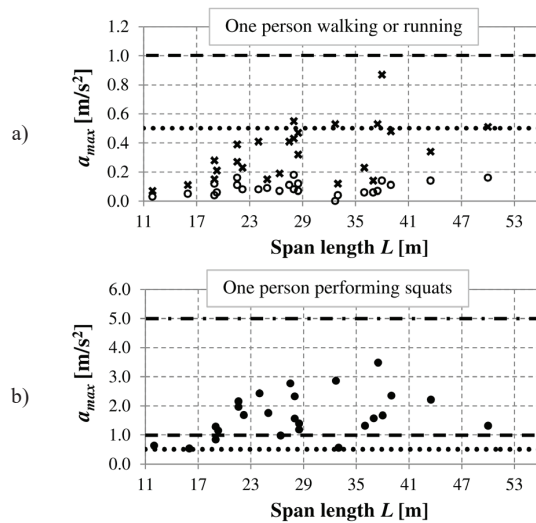 One person walking or running
a)
a_max [m/s²]
1.2
1.0
0.8
0.6
0.4
0.2
0.0
11 17 23 29 35 41 47 53
Span length L [m]
One person performing squats
b)
a_max [m/s²]
6.0
5.0
4.0
3.0
2.0
1.0
0.0
11 17 23 29 35 41 47 53
Span length L [m]